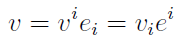 v = v^i e_i = v_i e^i